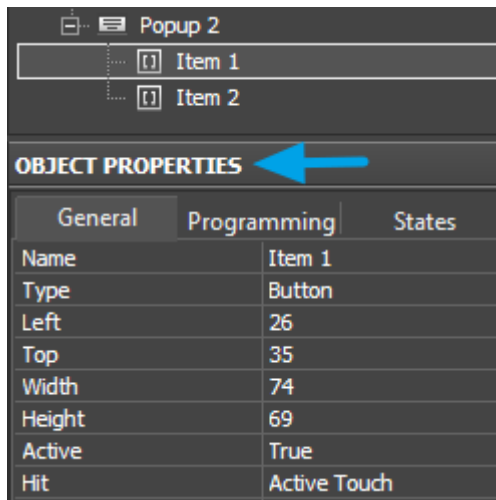 Popup 2
Item 1
Item 2
OBJECT PROPERTIES
General Programming States
Name Item 1
Type Button
Left 26
Top 35
Width 74
Height 69
Active True
Hit Active Touch